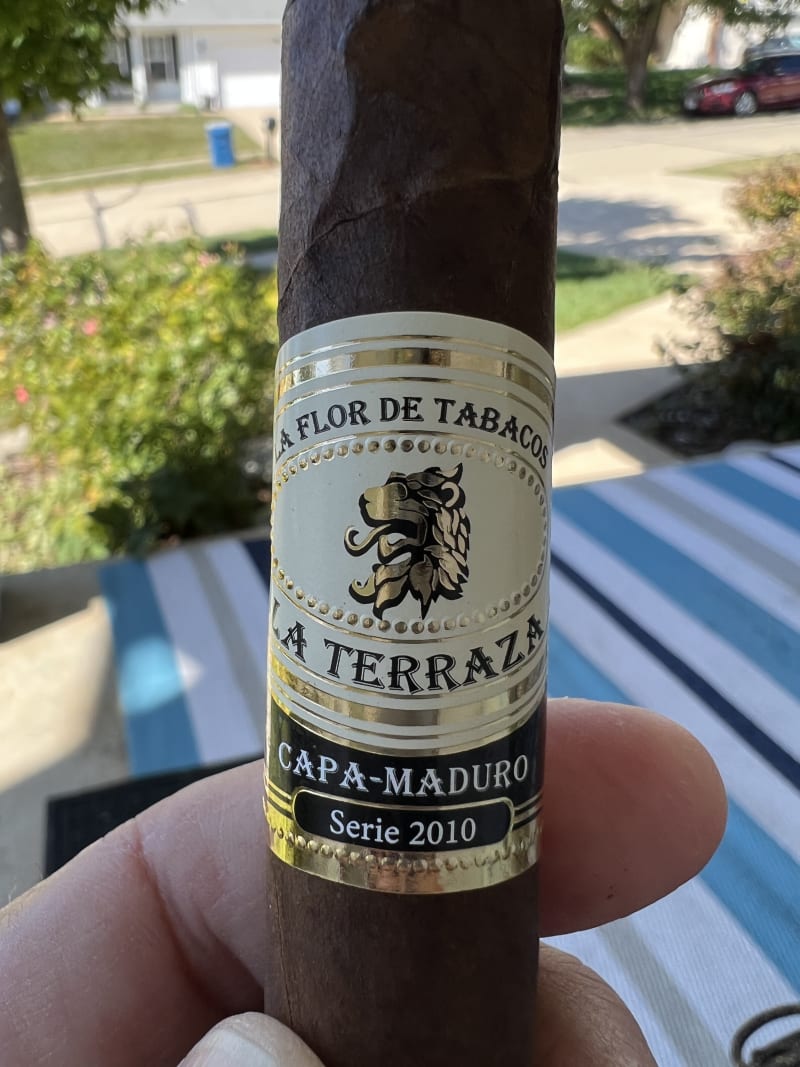 LA FLOR DE TABACOS
LA TERRAZA
CAPA-MADURO
Serie 2010